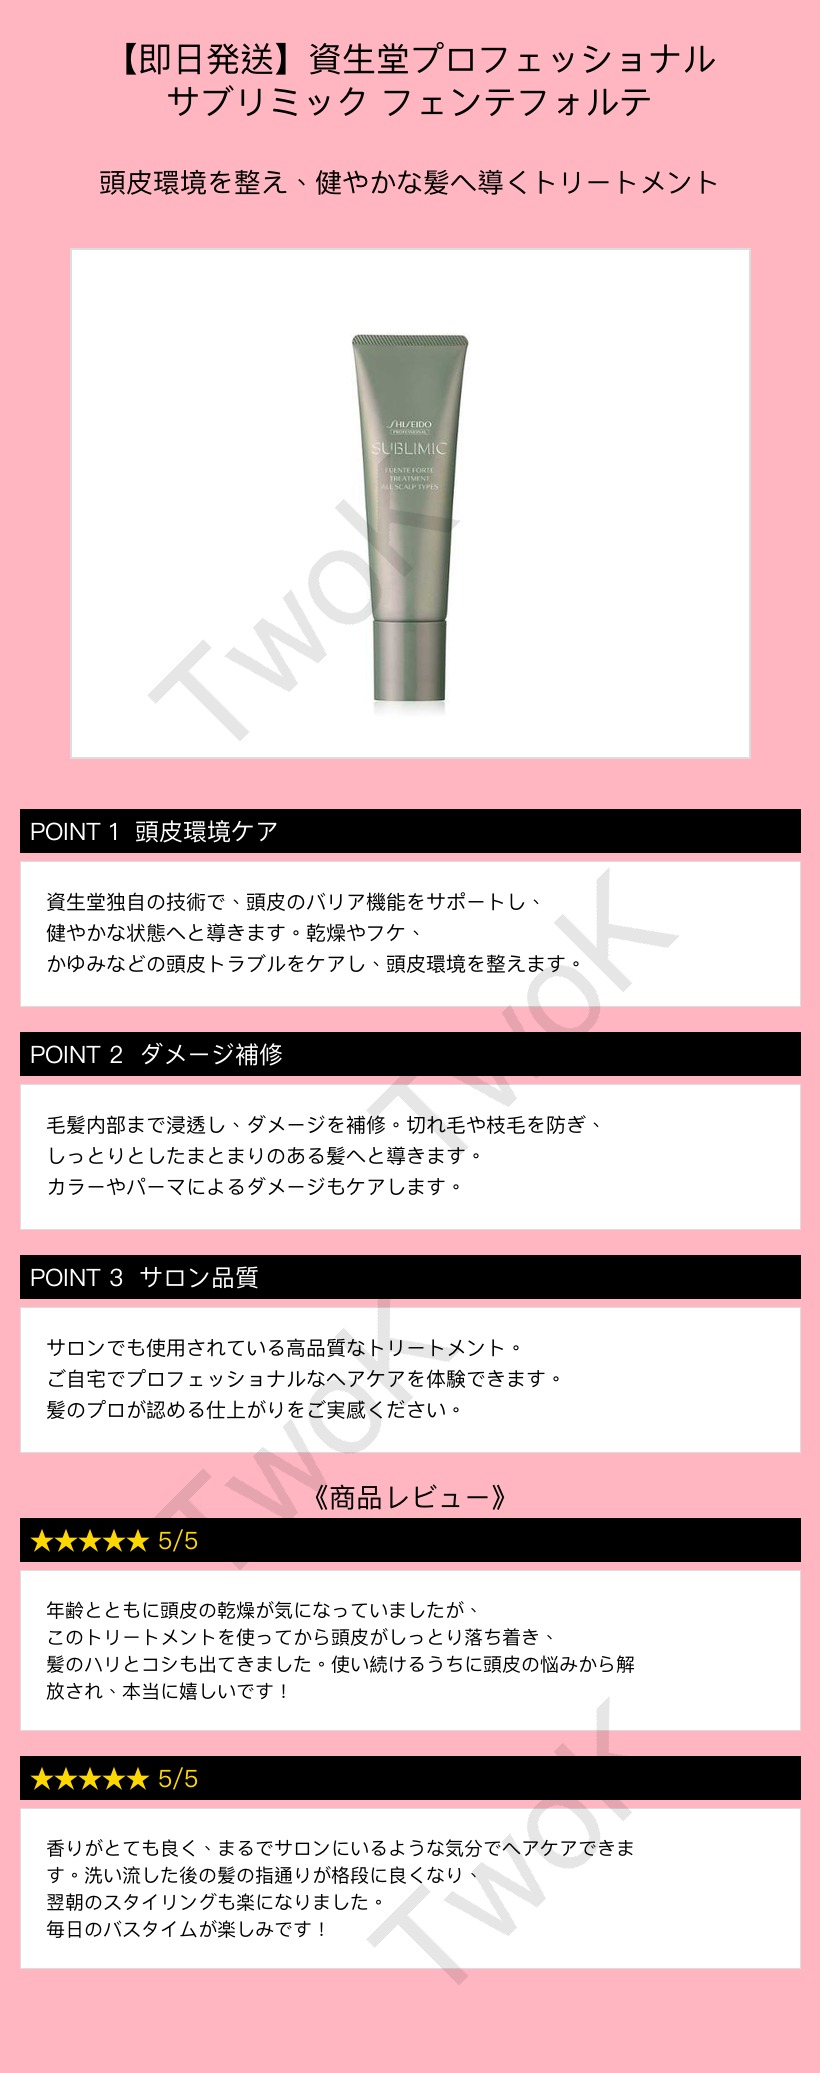 【即日発送】資生堂プロフェッショナル
サブリミック フェンテフォルテ
頭皮環境を整え、健やかな髪へ導くトリートメント
SHISEIDO
PROFESSIONAL
SUBLIMIC
FUENTE FORTE
TREATMENT
ALL SCALP TYPES
TwoK
POINT 1 頭皮環境ケア
資生堂独自の技術で、頭皮のバリア機能をサポートし、
健やかな状態へと導きます。乾燥やフケ、
かゆみなどの頭皮トラブルをケアし、頭皮環境を整えます。
TwoK
POINT 2 ダメージ補修
毛髪内部まで浸透し、ダメージを補修。切れ毛や枝毛を防ぎ、
しっとりとしたまとまりのある髪へと導きます。
カラーやパーマによるダメージもケアします。
POINT 3 サロン品質
サロンでも使用されている高品質なトリートメント。
ご自宅でプロフェッショナルなヘアケアを体験できます。
髪のプロが認める仕上がりをご実感ください。
TwoK
《商品レビュー》
★★★★★ 5/5
年齢とともに頭皮の乾燥が気になっていましたが、
このトリートメントを使ってから頭皮がしっとり落ち着き、
髪のハリとコシも出てきました。使い続けるうちに頭皮の悩みから解
放され、本当に嬉しいです！
★★★★★ 5/5
香りがとても良く、まるでサロンにいるような気分でヘアケアできま
す。洗い流した後の髪の指通りが格段に良くなり、
翌朝のスタイリングも楽になりました。
毎日のバスタイムが楽しみです！
TwoK